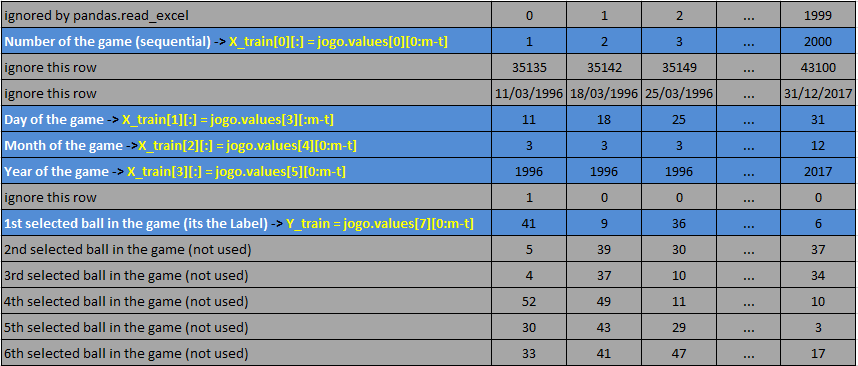 ignored by pandas.read_excel 0 1 2 ... 1999
Number of the game (sequential) -> X_train[0][:] = jogo.values[0][0:m-t] 1 2 3 ... 2000
ignore this row 35135 35142 35149 ... 43100
ignore this row 11/03/1996 18/03/1996 25/03/1996 ... 31/12/2017
Day of the game -> X_train[1][:] = jogo.values[3][:m-t] 11 18 25 ... 31
Month of the game ->X_train[2][:] = jogo.values[4][0:m-t] 3 3 3 ... 12
Year of the game -> X_train[3][:] = jogo.values[5][0:m-t] 1996 1996 1996 ... 2017
ignore this row 1 0 0 ... 0
1st selected ball in the game (its the Label) -> Y_train = jogo.values[7][0:m-t] 41 9 36 ... 6
2nd selected ball in the game (not used) 5 39 30 ... 37
3rd selected ball in the game (not used) 4 37 10 ... 34
4th selected ball in the game (not used) 52 49 11 ... 10
5th selected ball in the game (not used) 30 43 29 ... 3
6th selected ball in the game (not used) 33 41 47 ... 17